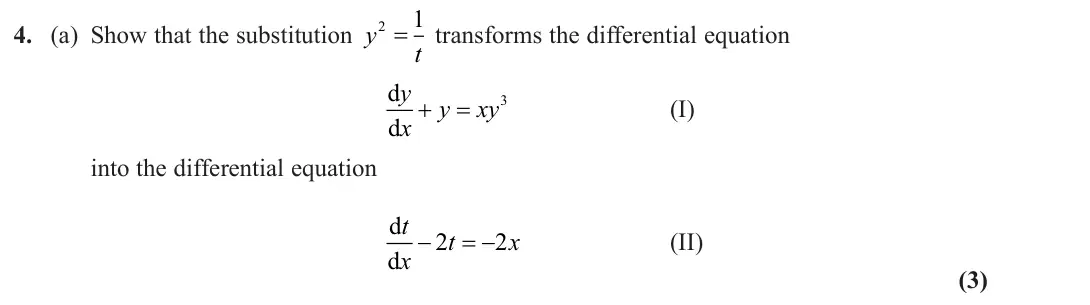 4. (a) Show that the substitution y² = 1/t transforms the differential equation
dy/dx + y = xy³ (I)
into the differential equation
dt/dx − 2t = −2x (II)
(3)